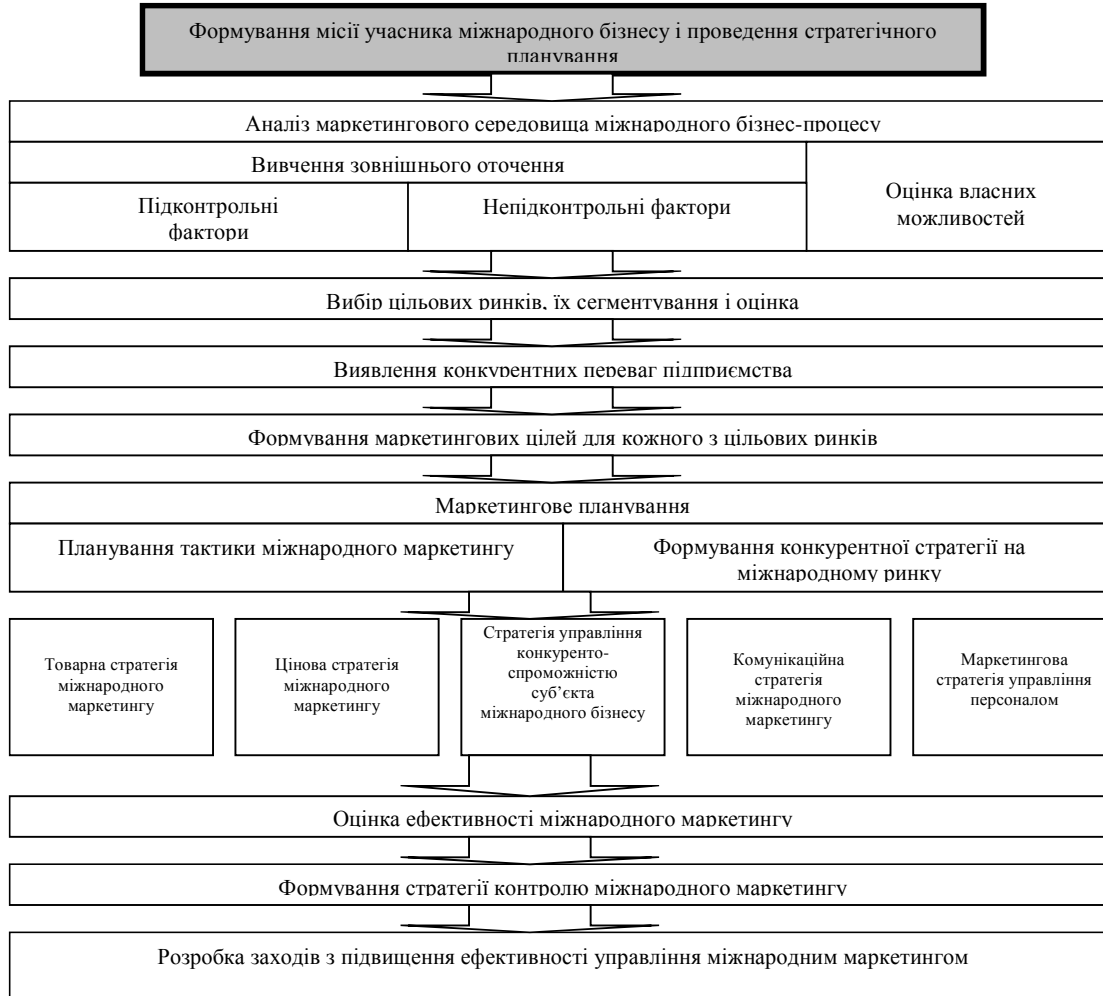 Формування місії учасника міжнародного бізнесу і проведення стратегічного
планування
Аналіз маркетингового середовища міжнародного бізнес-процесу
Вивчення зовнішнього оточення
Оцінка власних
можливостей
Підконтрольні
фактори
Непідконтрольні фактори
Вибір цільових ринків, їх сегментування і оцінка
Виявлення конкурентних переваг підприємства
Формування маркетингових цілей для кожного з цільових ринків
Маркетингове планування
Планування тактики міжнародного маркетингу
Формування конкурентної стратегії на
міжнародному ринку
Товарна стратегія
міжнародного
маркетингу
Цінова стратегія
міжнародного
маркетингу
Стратегія управління
конкуренто-
спроможністю
суб’єкта
міжнародного бізнесу
Комунікаційна
стратегія
міжнародного
маркетингу
Маркетингова
стратегія управління
персоналом
Оцінка ефективності міжнародного маркетингу
Формування стратегії контролю міжнародного маркетингу
Розробка заходів з підвищення ефективності управління міжнародним маркетингом